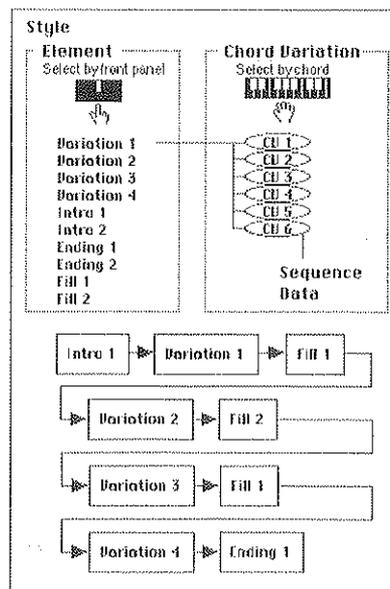 Style
Element
Select by front panel
Chord Variation
Select by chord
Variation 1
Variation 2
Variation 3
Variation 4
Intro 1
Intro 2
Ending 1
Ending 2
Fill 1
Fill 2
CV 1
CV 2
CV 3
CV 4
CV 5
CV 6
Sequence
Data
Intro 1
Variation 1
Fill 1
Variation 2
Fill 2
Variation 3
Fill 1
Variation 4
Ending 1